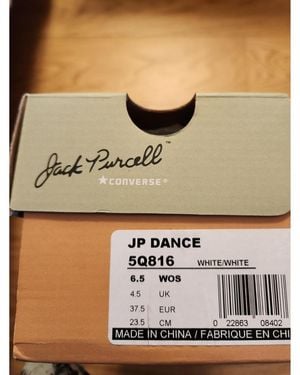 Jack Purcell™
★CONVERSE®
JP DANCE
5Q816 WHITE/WHITE
6.5 WOS
4.5 UK
37.5 EUR
23.5 CM
0 22863 08402
MADE IN CHINA / FABRIQUE EN CHI